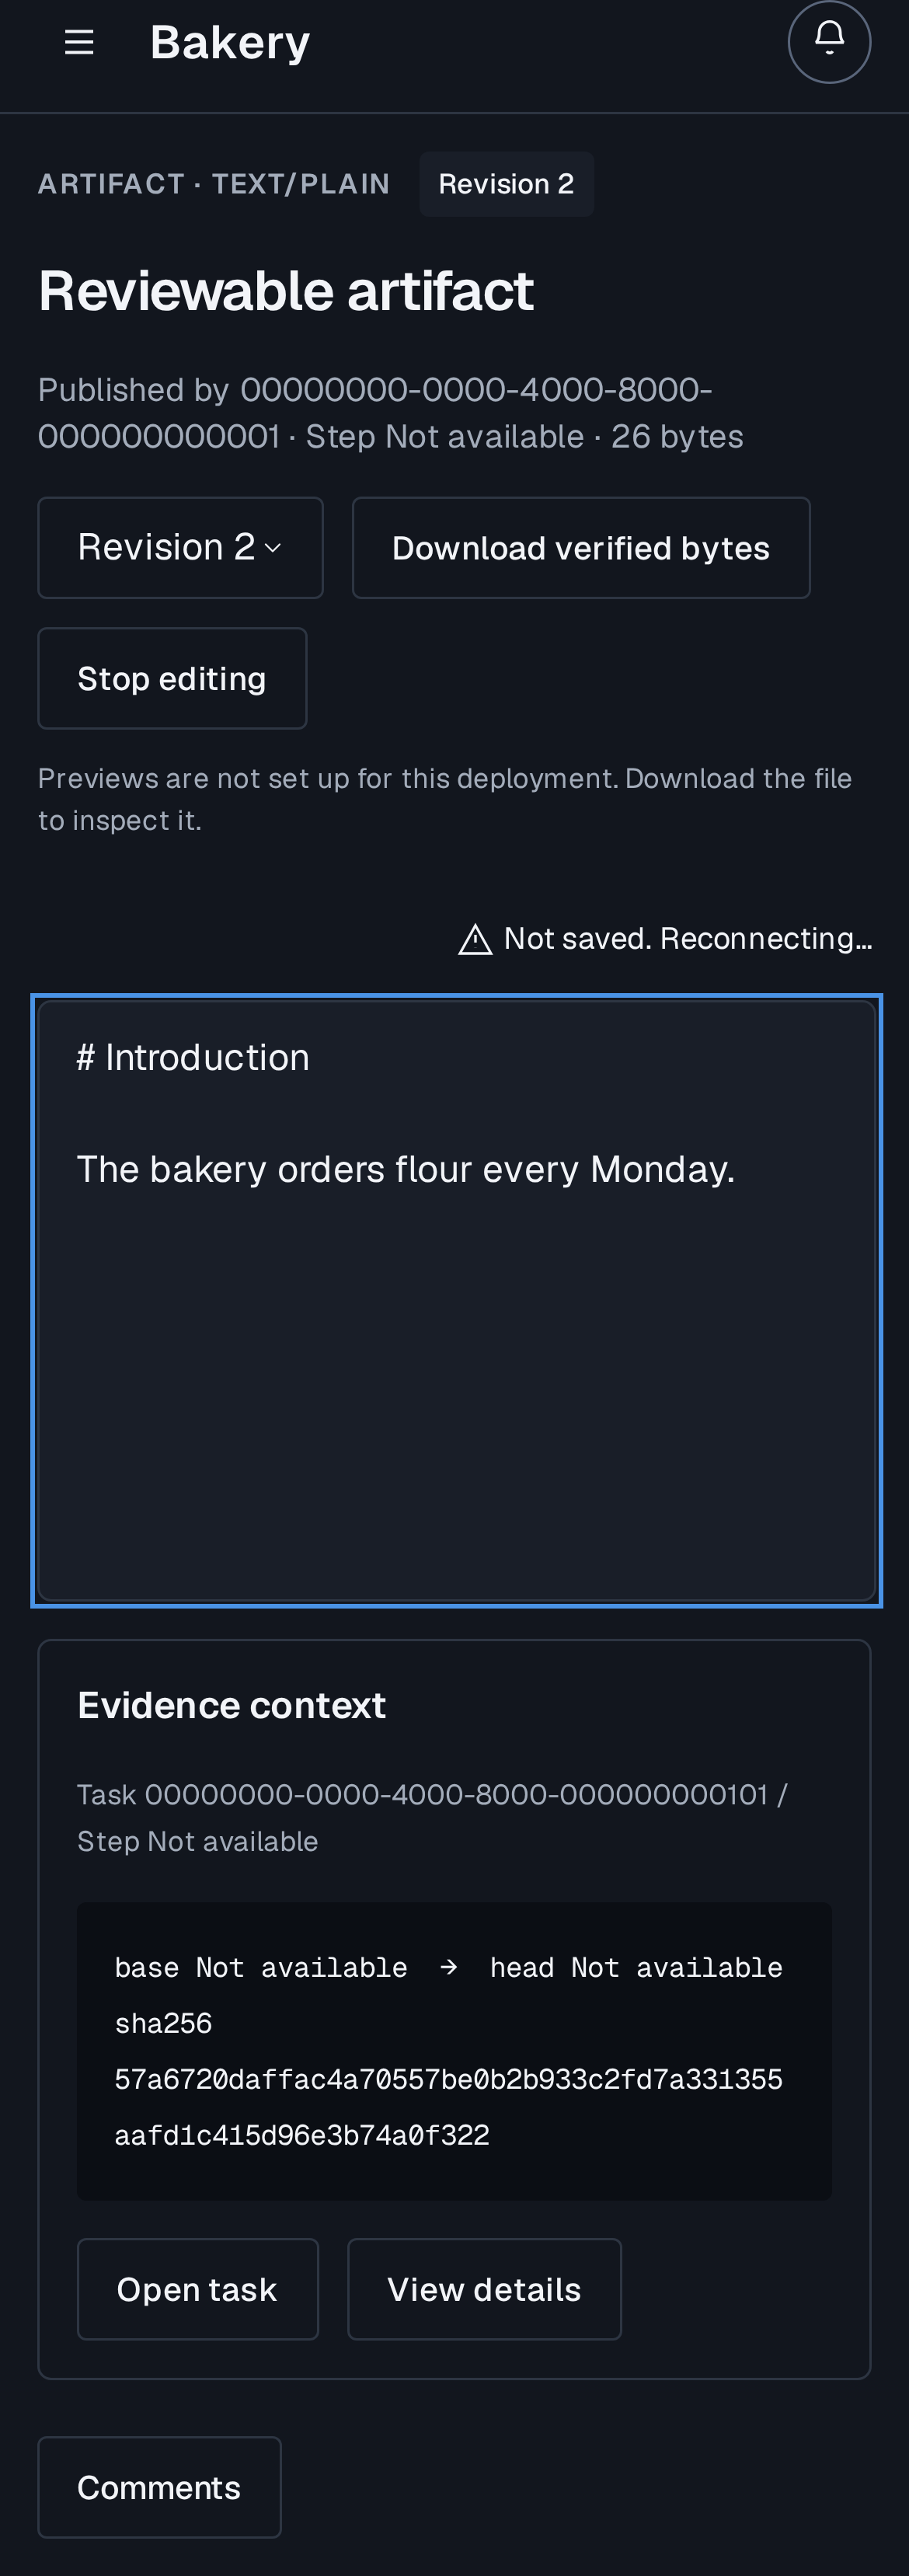 Bakery
ARTIFACT · TEXT/PLAIN
Revision 2
Reviewable artifact
Published by 00000000-0000-4000-8000-
000000000001 · Step Not available · 26 bytes
Revision 2
Download verified bytes
Stop editing
Previews are not set up for this deployment. Download the file
to inspect it.
Not saved. Reconnecting…
# Introduction
The bakery orders flour every Monday.
Evidence context
Task 00000000-0000-4000-8000-000000000101 /
Step Not available
base Not available → head Not available
sha256
57a6720daffac4a70557be0b2b933c2fd7a331355
aafd1c415d96e3b74a0f322
Open task
View details
Comments